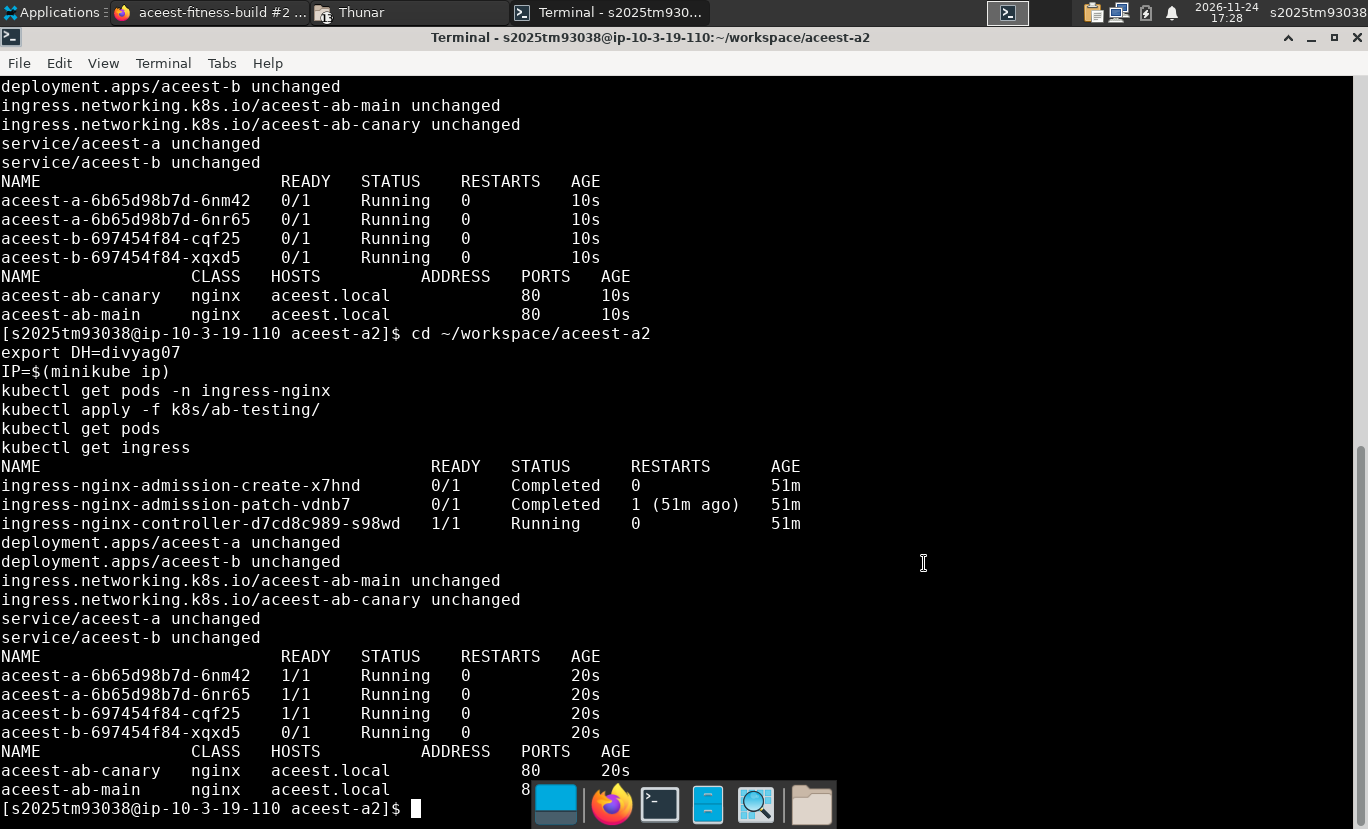 Applications
aceest-fitness-build #2 ...
Thunar
Terminal - s2025tm930...
2026-11-24
17:28
s2025tm93038
Terminal - s2025tm93038@ip-10-3-19-110:~/workspace/aceest-a2
File Edit View Terminal Tabs Help
deployment.apps/aceest-b unchanged
ingress.networking.k8s.io/aceest-ab-main unchanged
ingress.networking.k8s.io/aceest-ab-canary unchanged
service/aceest-a unchanged
service/aceest-b unchanged
NAME READY STATUS RESTARTS AGE
aceest-a-6b65d98b7d-6nm42 0/1 Running 0 10s
aceest-a-6b65d98b7d-6nr65 0/1 Running 0 10s
aceest-b-697454f84-cqf25 0/1 Running 0 10s
aceest-b-697454f84-xqxd5 0/1 Running 0 10s
NAME CLASS HOSTS ADDRESS PORTS AGE
aceest-ab-canary nginx aceest.local 80 10s
aceest-ab-main nginx aceest.local 80 10s
[s2025tm93038@ip-10-3-19-110 aceest-a2]$ cd ~/workspace/aceest-a2
export DH=divyag07
IP=$(minikube ip)
kubectl get pods -n ingress-nginx
kubectl apply -f k8s/ab-testing/
kubectl get pods
kubectl get ingress
NAME READY STATUS RESTARTS AGE
ingress-nginx-admission-create-x7hnd 0/1 Completed 0 51m
ingress-nginx-admission-patch-vdnb7 0/1 Completed 1 (51m ago) 51m
ingress-nginx-controller-d7cd8c989-s98wd 1/1 Running 0 51m
deployment.apps/aceest-a unchanged
deployment.apps/aceest-b unchanged
ingress.networking.k8s.io/aceest-ab-main unchanged
ingress.networking.k8s.io/aceest-ab-canary unchanged
service/aceest-a unchanged
service/aceest-b unchanged
NAME READY STATUS RESTARTS AGE
aceest-a-6b65d98b7d-6nm42 1/1 Running 0 20s
aceest-a-6b65d98b7d-6nr65 1/1 Running 0 20s
aceest-b-697454f84-cqf25 1/1 Running 0 20s
aceest-b-697454f84-xqxd5 0/1 Running 0 20s
NAME CLASS HOSTS ADDRESS PORTS AGE
aceest-ab-canary nginx aceest.local 80 20s
aceest-ab-main nginx aceest.local 8
[s2025tm93038@ip-10-3-19-110 aceest-a2]$